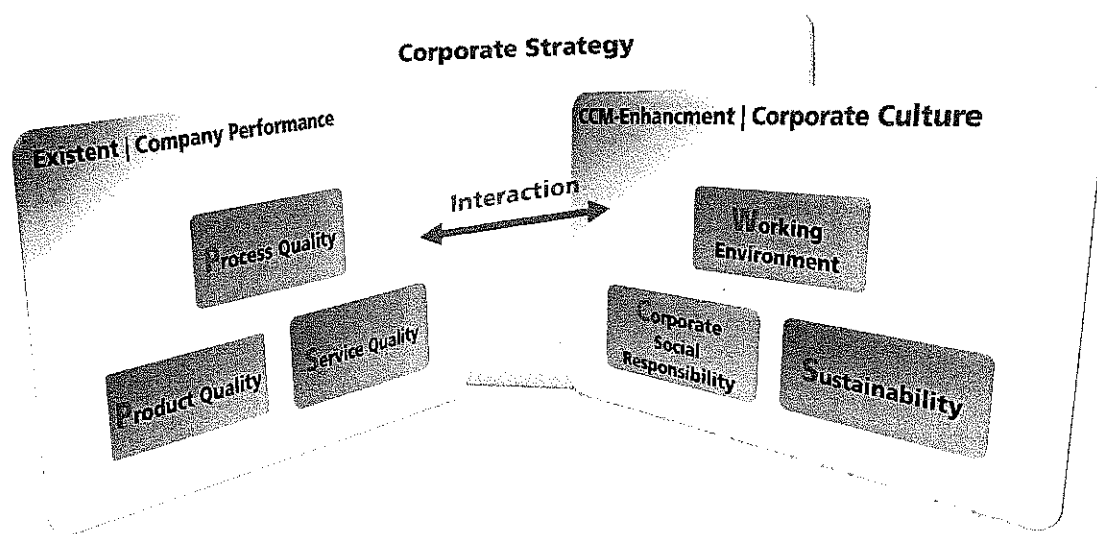 Corporate Strategy
Existent | Company Performance
Process Quality
Product Quality
Service Quality
Interaction
CCM-Enhancment | Corporate Culture
Working
Environment
Corporate
Social
Responsibility
Sustainability